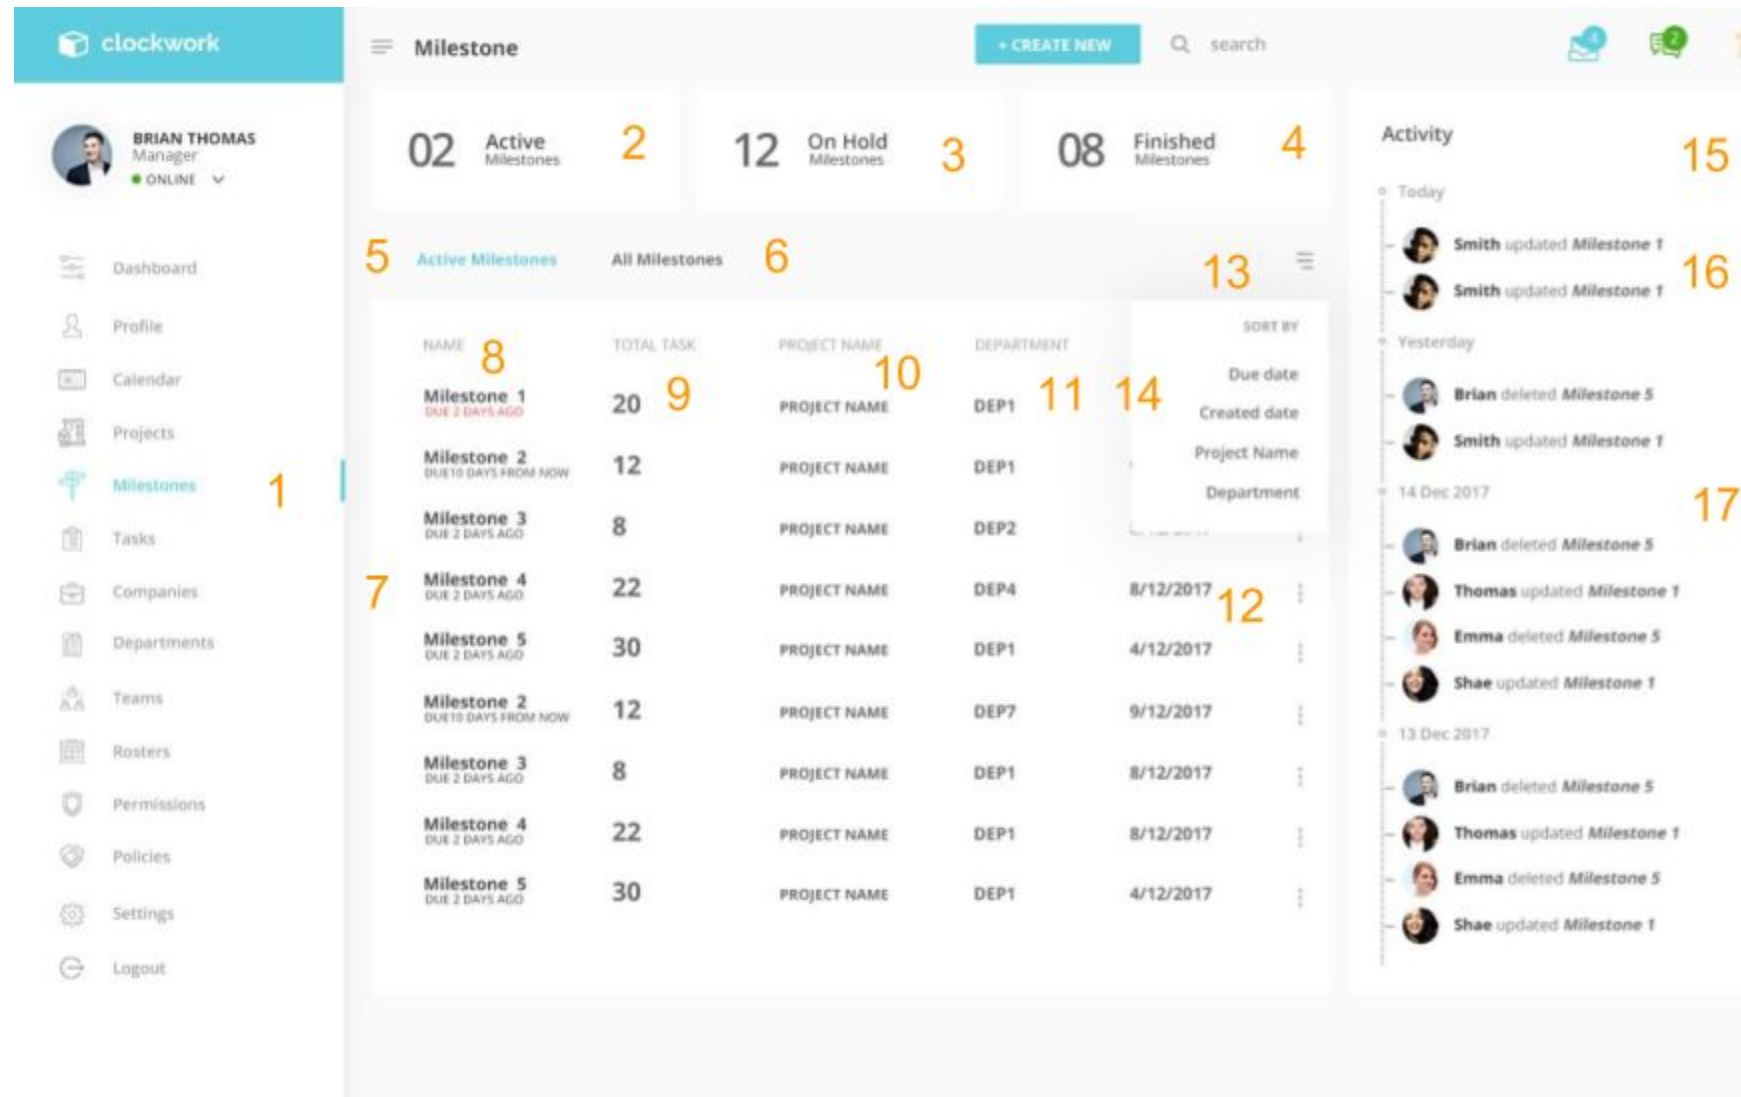 clockwork
BRIAN THOMAS
Manager
ONLINE
Dashboard
Profile
Calendar
Projects
Milestones 1
Tasks
Companies
Departments
Teams
Rosters
Permissions
Policies
Settings
Logout
Milestone
+ CREATE NEW
search
4
2
02 Active Milestones 2
12 On Hold Milestones 3
08 Finished Milestones 4
5 Active Milestones All Milestones 6
13
SORT BY
Due date
14 Created date
Project Name
Department
NAME 8 TOTAL TASK 9 PROJECT NAME 10 DEPARTMENT 11
Milestone 1 20 PROJECT NAME DEP1
DUE 2 DAYS AGO
Milestone 2 12 PROJECT NAME DEP1
DUE10 DAYS FROM NOW
Milestone 3 8 PROJECT NAME DEP2
DUE 2 DAYS AGO
7 Milestone 4 22 PROJECT NAME DEP4 8/12/2017 12
DUE 2 DAYS AGO
Milestone 5 30 PROJECT NAME DEP1 4/12/2017
DUE 2 DAYS AGO
Milestone 2 12 PROJECT NAME DEP7 9/12/2017
DUE10 DAYS FROM NOW
Milestone 3 8 PROJECT NAME DEP1 8/12/2017
DUE 2 DAYS AGO
Milestone 4 22 PROJECT NAME DEP1 8/12/2017
DUE 2 DAYS AGO
Milestone 5 30 PROJECT NAME DEP1 4/12/2017
DUE 2 DAYS AGO
Activity 15
Today
Smith updated Milestone 1
16
Smith updated Milestone 1
Yesterday
Brian deleted Milestone 5
Smith updated Milestone 1
14 Dec 2017 17
Brian deleted Milestone 5
Thomas updated Milestone 1
Emma deleted Milestone 5
Shae updated Milestone 1
13 Dec 2017
Brian deleted Milestone 5
Thomas updated Milestone 1
Emma deleted Milestone 5
Shae updated Milestone 1